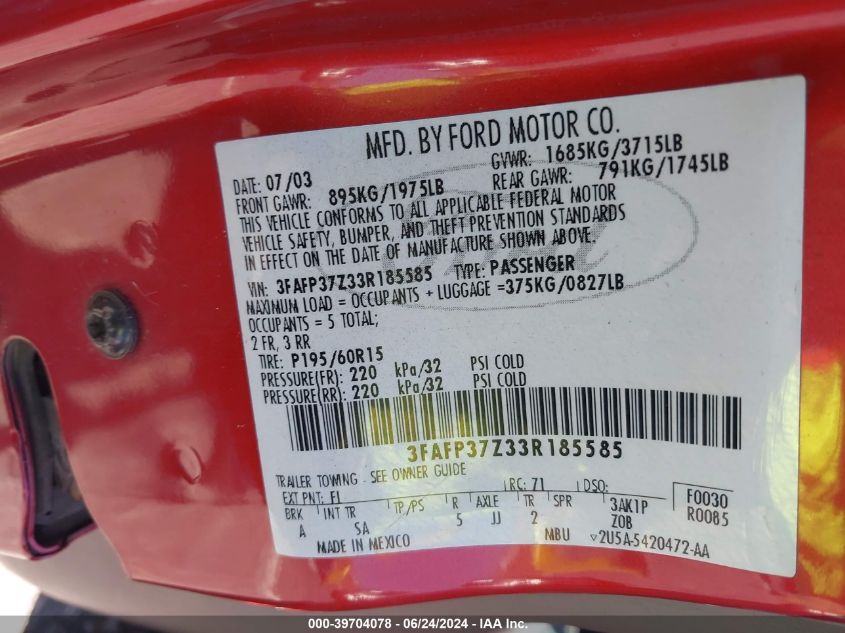 MFD. BY FORD MOTOR CO.
DATE: 07/03 GVWR: 1685KG/3715LB
FRONT GAWR: 895KG/1975LB REAR GAWR: 791KG/1745LB
THIS VEHICLE CONFORMS TO ALL APPLICABLE FEDERAL MOTOR
VEHICLE SAFETY, BUMPER, AND THEFT PREVENTION STANDARDS
IN EFFECT ON THE DATE OF MANUFACTURE SHOWN ABOVE.
VIN: 3FAFP37Z33R185585 TYPE: PASSENGER
MAXIMUM LOAD = OCCUPANTS + LUGGAGE =375KG/0827LB
OCCUPANTS = 5 TOTAL;
2 FR, 3 RR
TIRE: P195/60R15
PRESSURE(FR): 220 kPa/32 PSI COLD
PRESSURE(RR): 220 kPa/32 PSI COLD
3FAFP37Z33R185585
TRAILER TOWING - SEE OWNER GUIDE
EXT PNT: FL RC: 71 DSO:
BRK INT TR TP/PS R AXLE TR SPR 3AK1P F0030
A SA 5 JJ 2 ZOB R0085
MADE IN MEXICO MBU 2U5A-5420472-AA
000-39704078 - 06/24/2024 - IAA Inc.